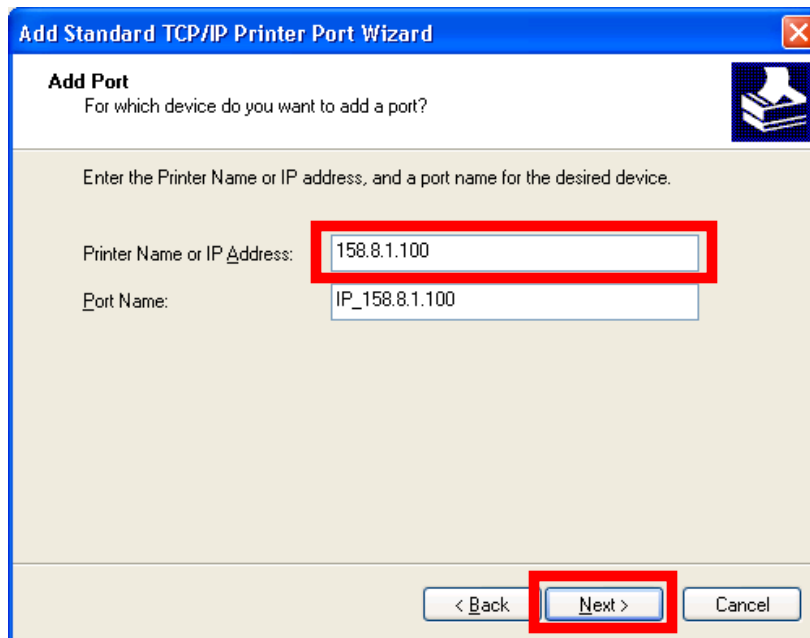 Add Standard TCP/IP Printer Port Wizard
Add Port
For which device do you want to add a port?
Enter the Printer Name or IP address, and a port name for the desired device.
Printer Name or IP Address: 158.8.1.100
Port Name: IP_158.8.1.100
< Back Next > Cancel